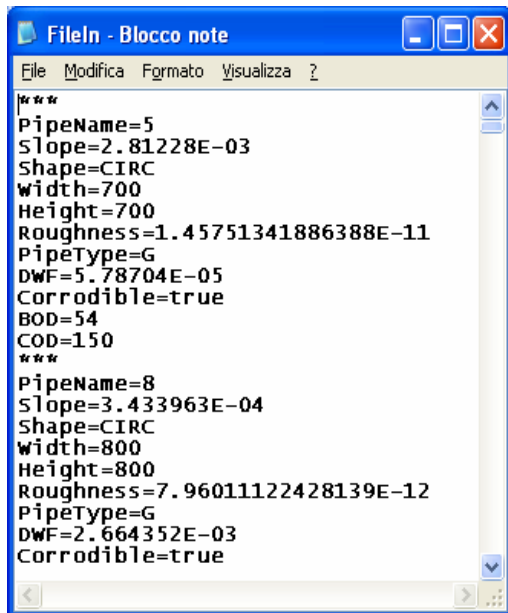 FileIn - Blocco note
File Modifica Formato Visualizza ?
***
PipeName=5
Slope=2.81228E-03
Shape=CIRC
Width=700
Height=700
Roughness=1.45751341886388E-11
PipeType=G
DWF=5.78704E-05
Corrodible=true
BOD=54
COD=150
***
PipeName=8
Slope=3.433963E-04
Shape=CIRC
Width=800
Height=800
Roughness=7.96011122428139E-12
PipeType=G
DWF=2.664352E-03
Corrodible=true